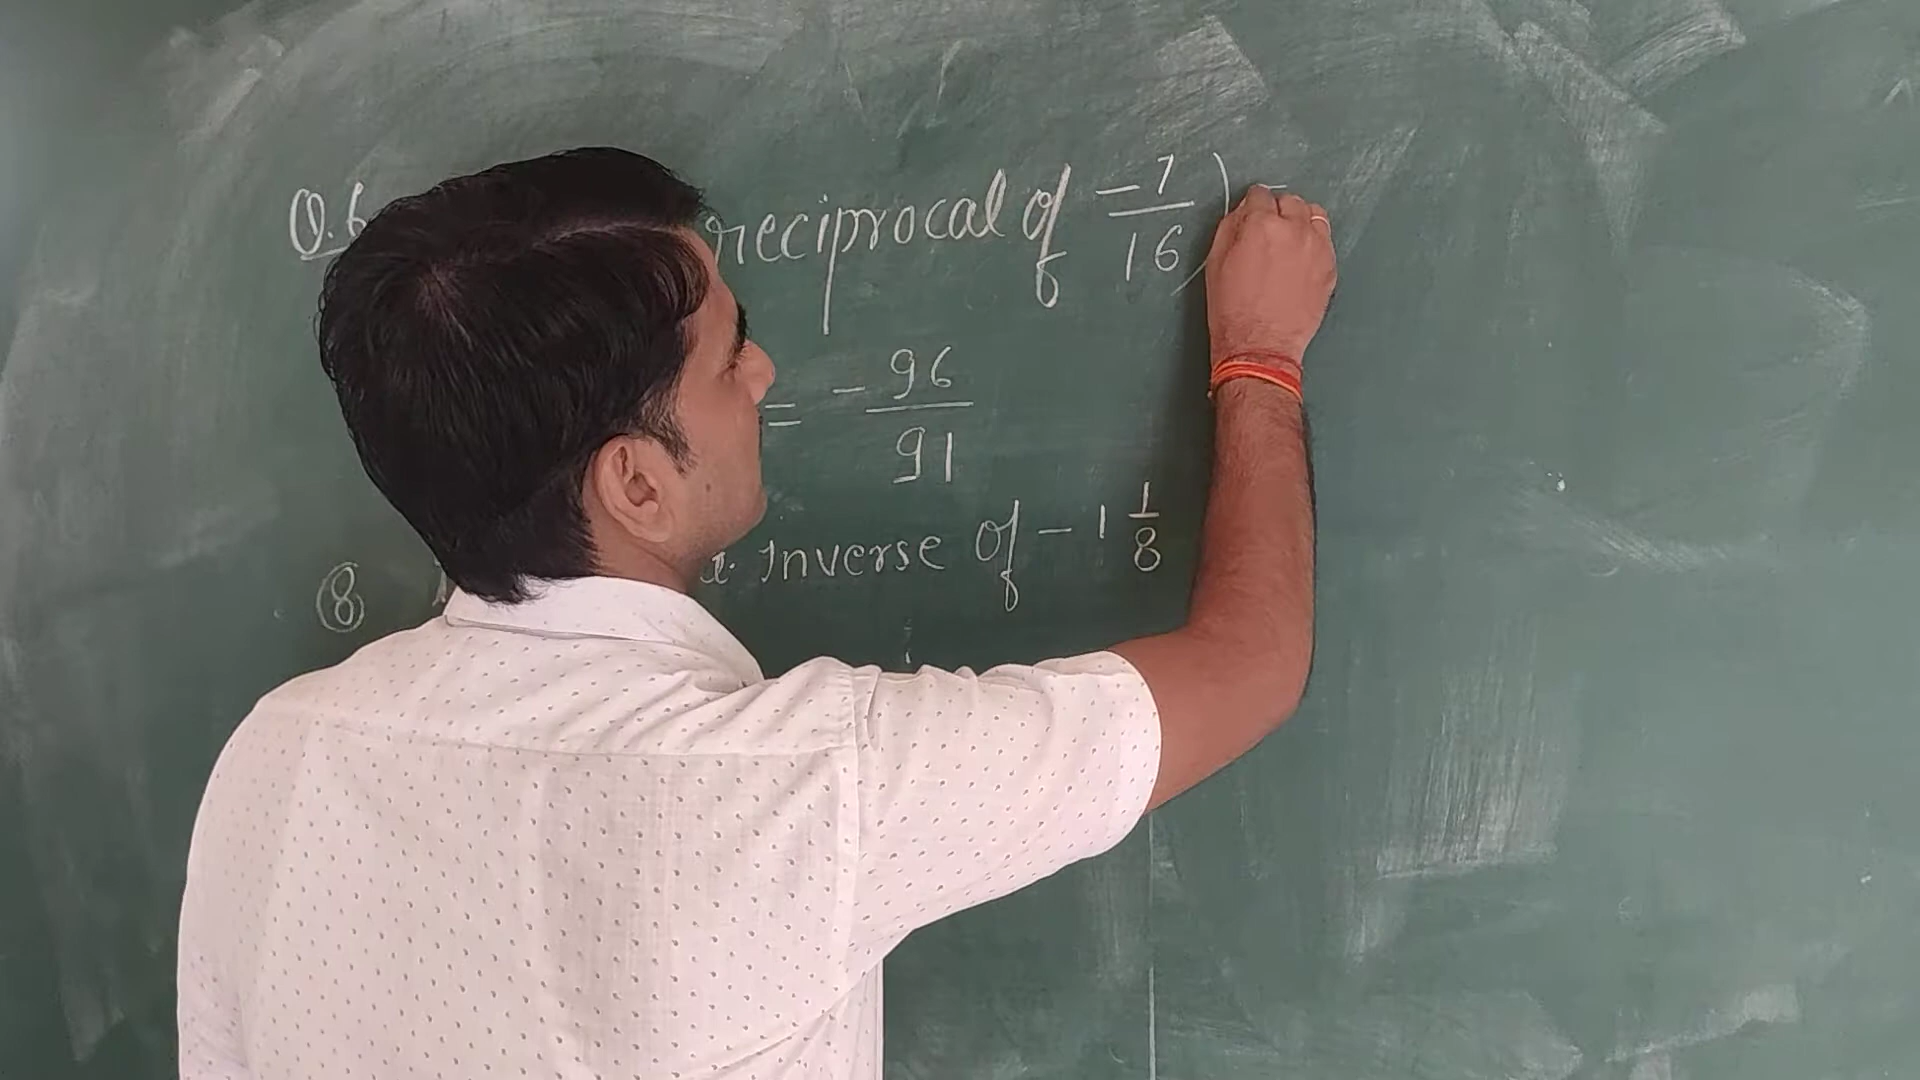 Q.6 reciprocal of -7/16) =
= -96/91
⑧ inverse of -1 1/8